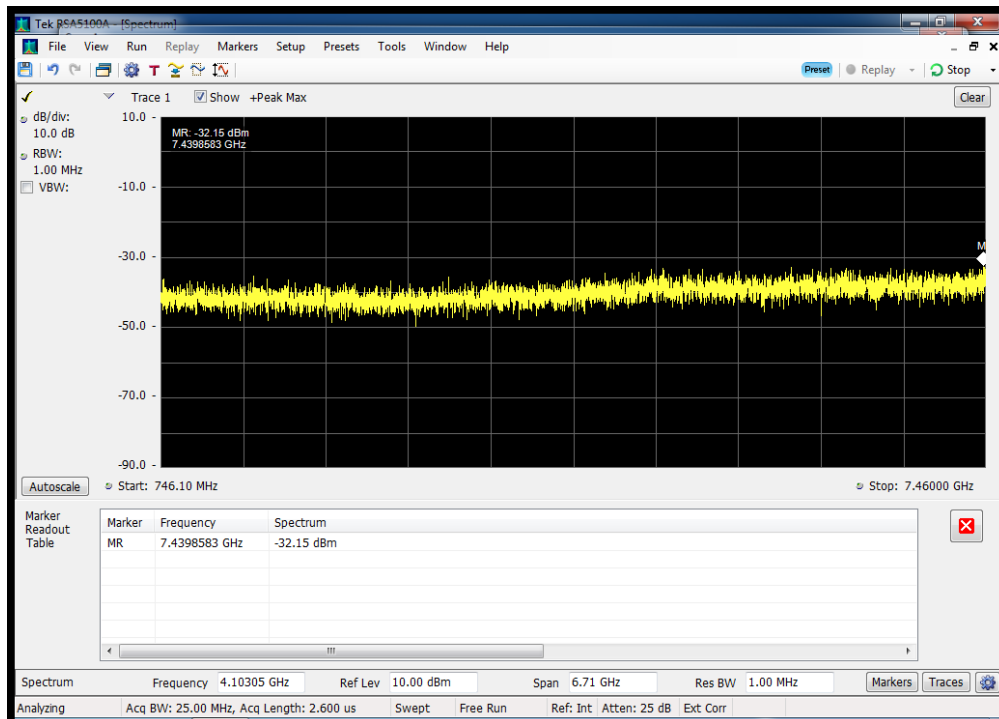 Tek RSA5100A - [Spectrum]
File View Run Replay Markers Setup Presets Tools Window Help
T Preset Replay Stop
Trace 1 Show +Peak Max Clear
dB/div:
10.0 dB
RBW:
1.00 MHz
VBW:
10.0
-10.0
-30.0
-50.0
-70.0
-90.0
MR: -32.15 dBm
7.4398583 GHz
M
Autoscale Start: 746.10 MHz Stop: 7.46000 GHz
Marker
Readout
Table
Marker Frequency Spectrum
MR 7.4398583 GHz -32.15 dBm
Spectrum Frequency 4.10305 GHz Ref Lev 10.00 dBm Span 6.71 GHz Res BW 1.00 MHz Markers Traces
Analyzing Acq BW: 25.00 MHz, Acq Length: 2.600 us Swept Free Run Ref: Int Atten: 25 dB Ext Corr